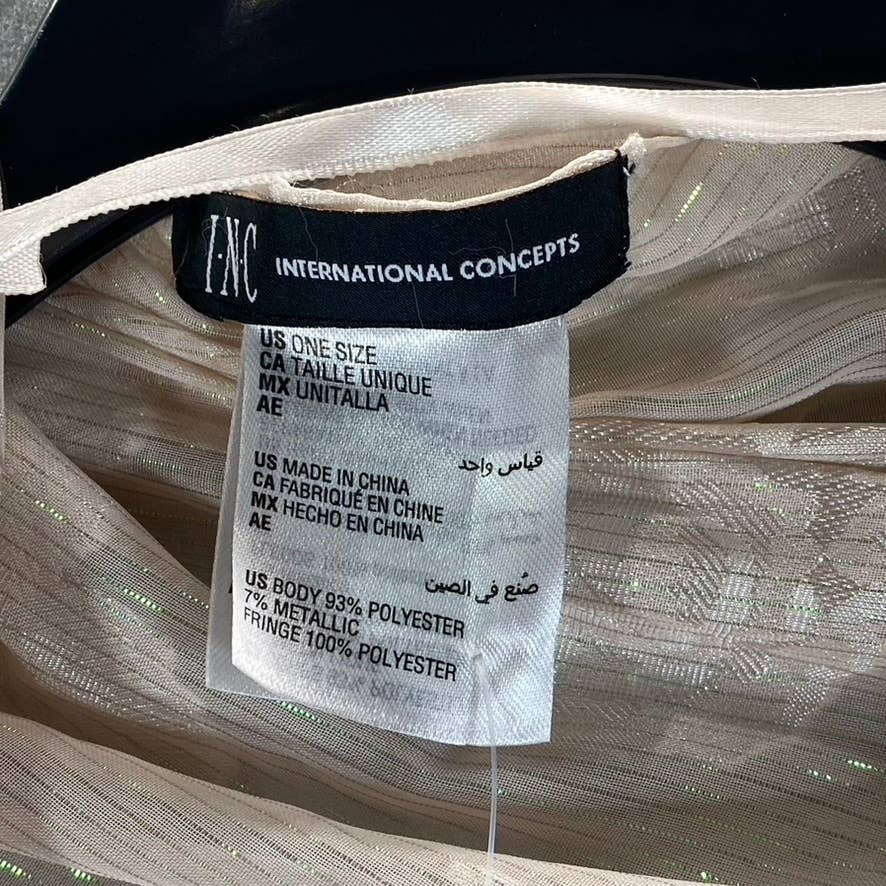 I·N·C INTERNATIONAL CONCEPTS
US ONE SIZE
CA TAILLE UNIQUE
MX UNITALLA
AE
قياس واحد
US MADE IN CHINA
CA FABRIQUÉ EN CHINE
MX HECHO EN CHINA
AE
صُنع في الصين
US BODY 93% POLYESTER
7% METALLIC
FRINGE 100% POLYESTER